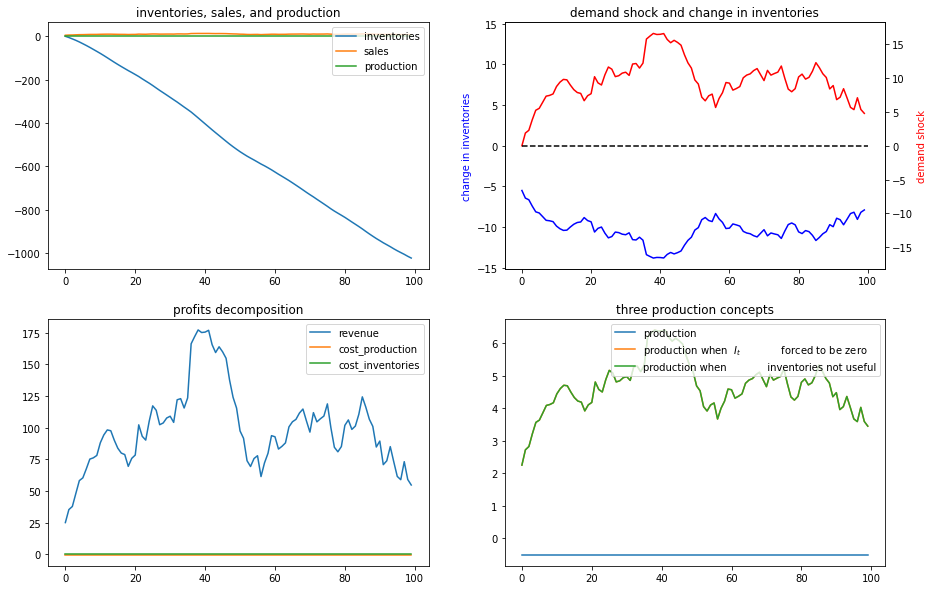 inventories, sales, and production
0
−200
−400
−600
−800
−1000
0 20 40 60 80 100
inventories
sales
production
demand shock and change in inventories
change in inventories
15
10
5
0
−5
−10
−15
0 20 40 60 80 100
15
10
5
0
−5
−10
−15
demand shock
profits decomposition
175
150
125
100
75
50
25
0
0 20 40 60 80 100
revenue
cost_production
cost_inventories
three production concepts
6
5
4
3
2
1
0
0 20 40 60 80 100
production
production when I_t forced to be zero
production when inventories not useful